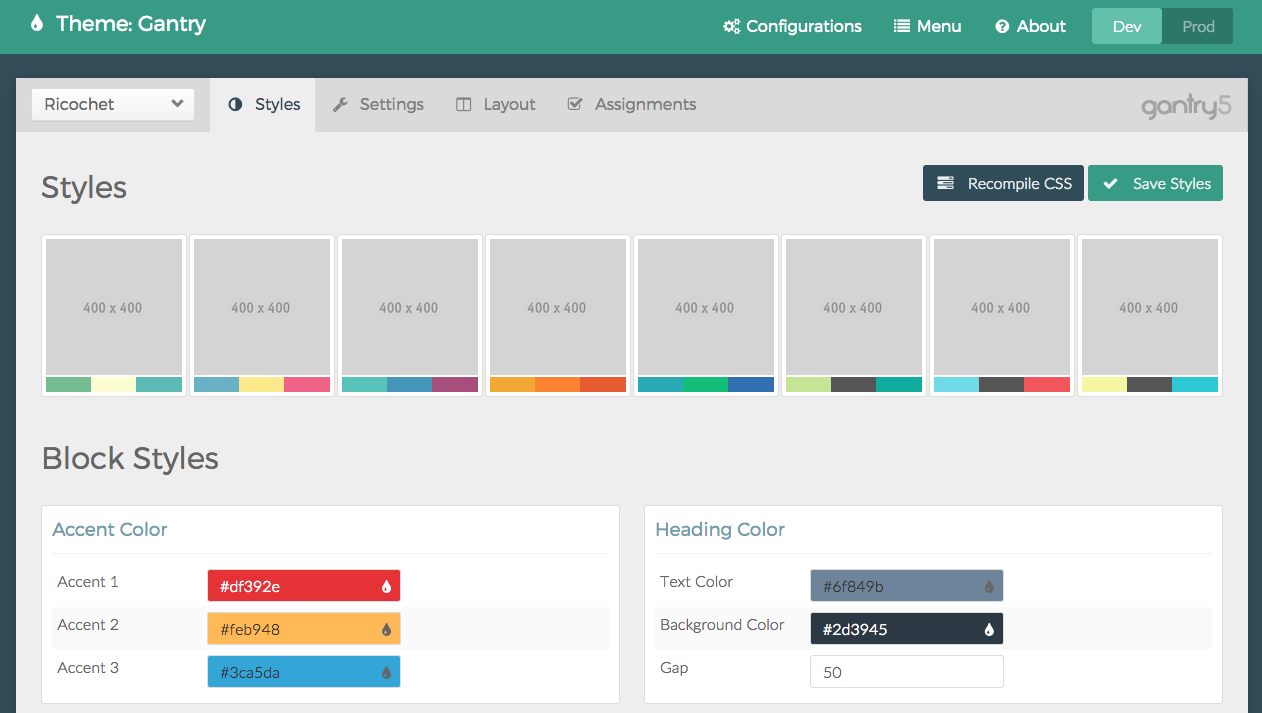 Theme: Gantry
Configurations
Menu
About
Dev
Prod
Ricochet
Styles
Settings
Layout
Assignments
gantry5
Styles
Recompile CSS
Save Styles
400 x 400
400 x 400
400 x 400
400 x 400
400 x 400
400 x 400
400 x 400
400 x 400
Block Styles
Accent Color
Accent 1
#df392e
Accent 2
#feb948
Accent 3
#3ca5da
Heading Color
Text Color
#6f849b
Background Color
#2d3945
Gap
50